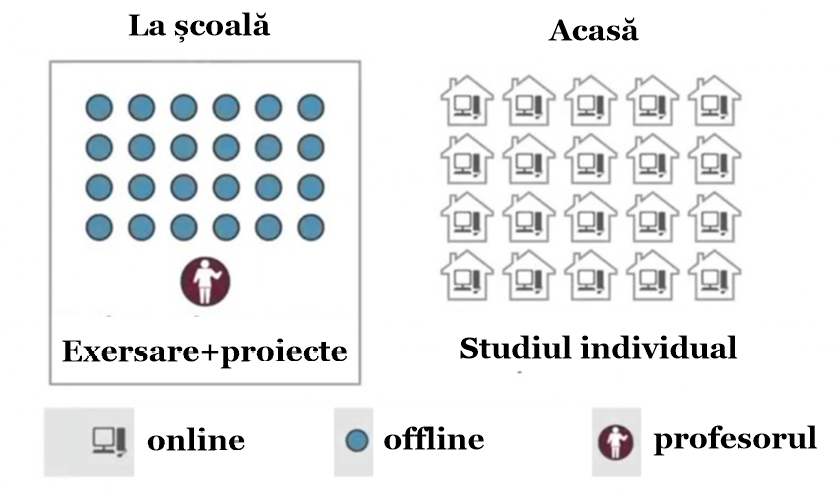 La școală
Acasă
Exersare+proiecte
Studiul individual
online
offline
profesorul